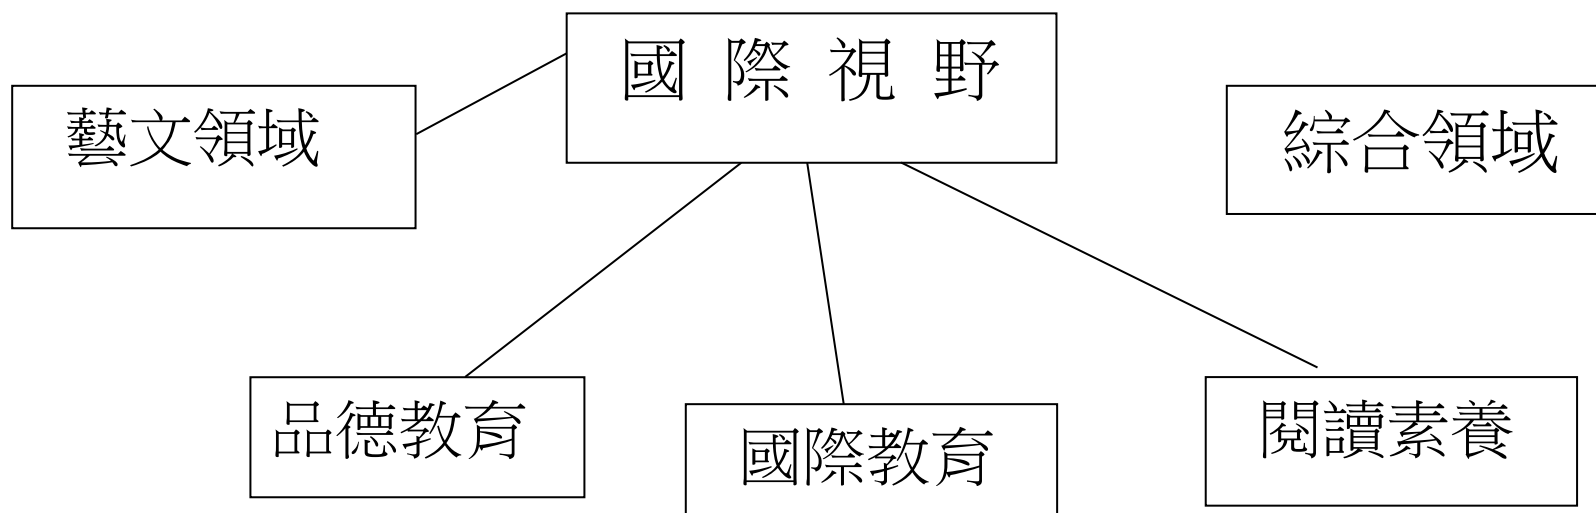 國 際 視 野
藝文領域
綜合領域
品德教育
國際教育
閱讀素養